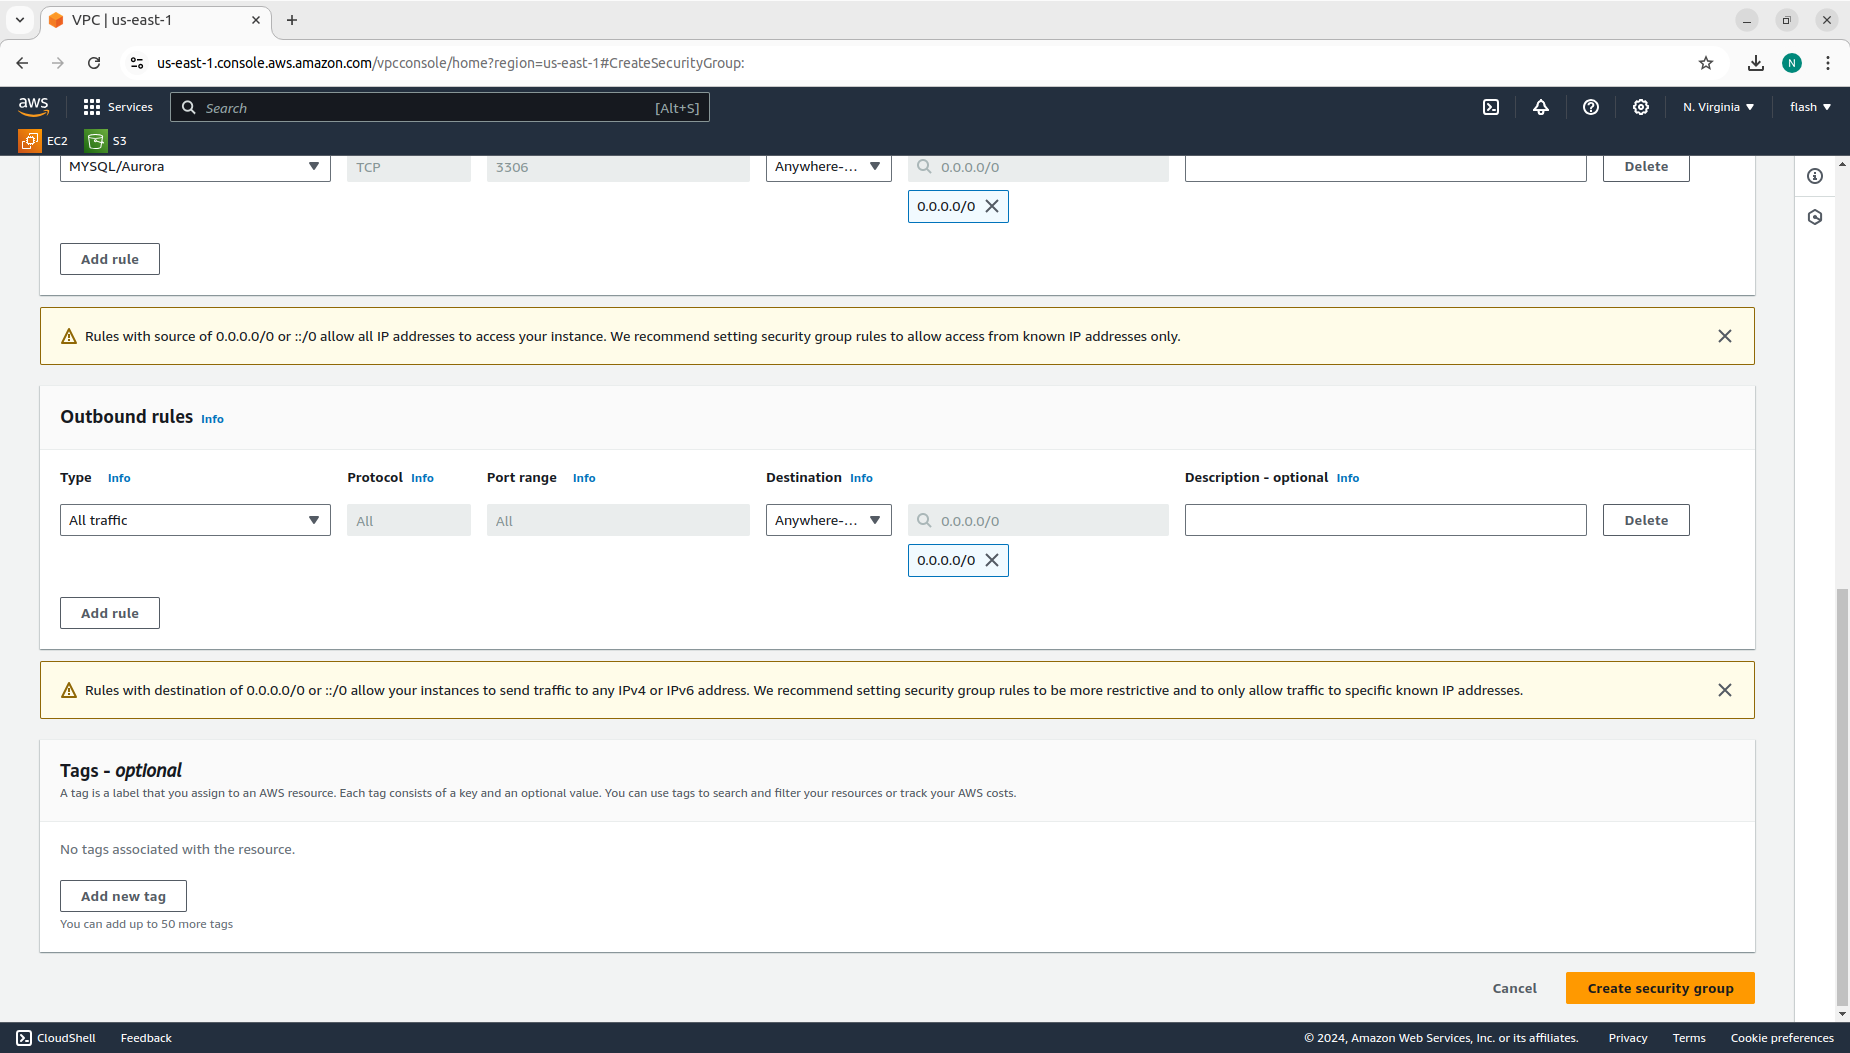 VPC | us-east-1
us-east-1.console.aws.amazon.com/vpcconsole/home?region=us-east-1#CreateSecurityGroup:
N
aws
Services
Search
[Alt+S]
N. Virginia
flash
EC2
S3
MYSQL/Aurora
TCP
3306
Anywhere-...
0.0.0.0/0
Delete
0.0.0.0/0
Add rule
Rules with source of 0.0.0.0/0 or ::/0 allow all IP addresses to access your instance. We recommend setting security group rules to allow access from known IP addresses only.
Outbound rules Info
Type Info
Protocol Info
Port range Info
Destination Info
Description - optional Info
All traffic
All
All
Anywhere-...
0.0.0.0/0
Delete
0.0.0.0/0
Add rule
Rules with destination of 0.0.0.0/0 or ::/0 allow your instances to send traffic to any IPv4 or IPv6 address. We recommend setting security group rules to be more restrictive and to only allow traffic to specific known IP addresses.
Tags - optional
A tag is a label that you assign to an AWS resource. Each tag consists of a key and an optional value. You can use tags to search and filter your resources or track your AWS costs.
No tags associated with the resource.
Add new tag
You can add up to 50 more tags
Cancel
Create security group
CloudShell
Feedback
© 2024, Amazon Web Services, Inc. or its affiliates.
Privacy
Terms
Cookie preferences